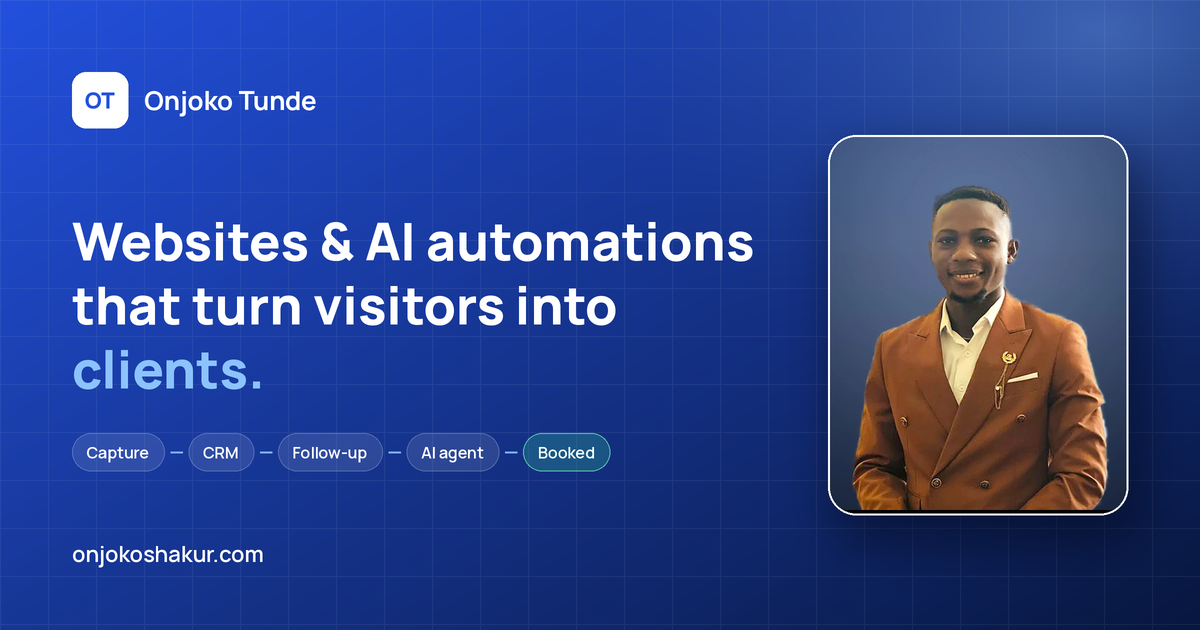 OT
Onjoko Tunde
Websites & AI automations
that turn visitors into
clients.
Capture
CRM
Follow-up
AI agent
Booked
onjokoshakur.com